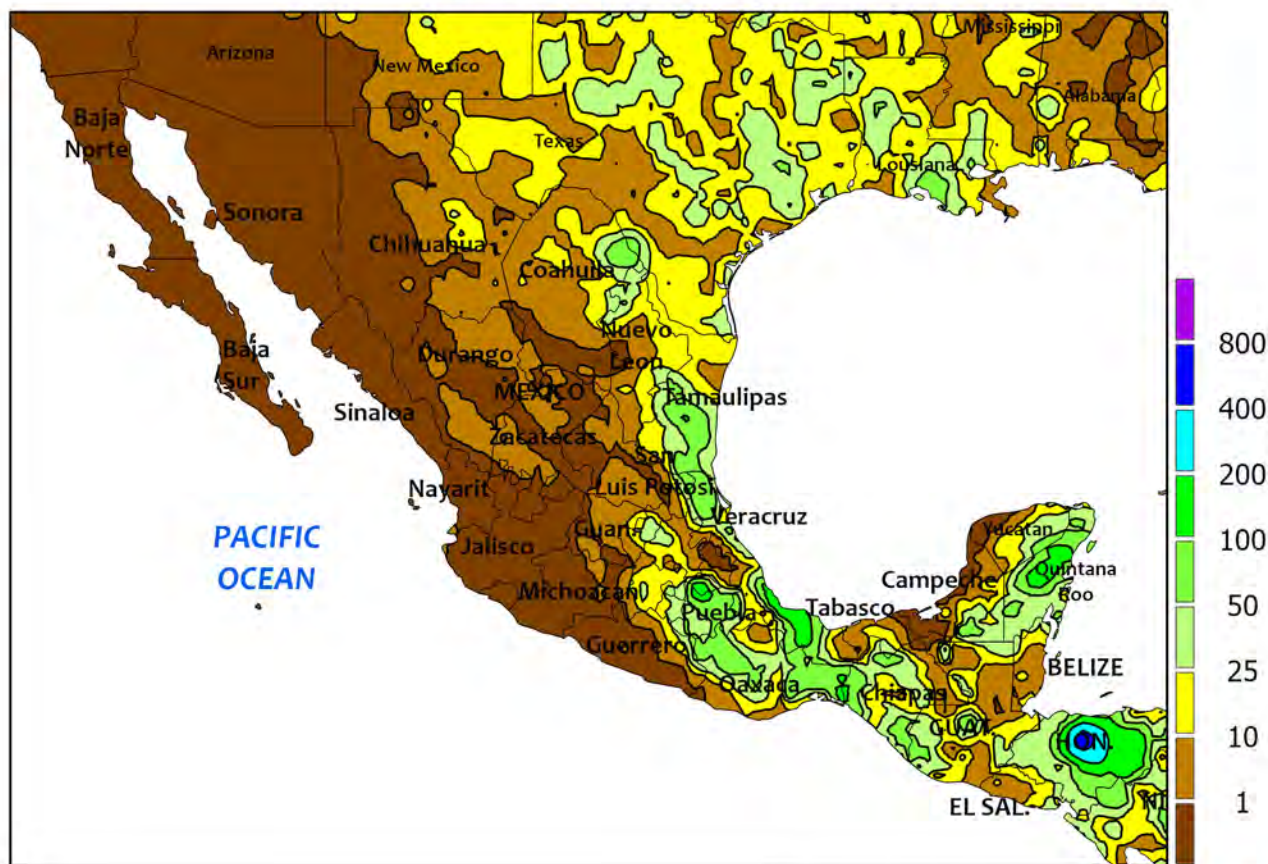 Mississippi
Arizona
New Mexico
Alabama
Baja
Norte
Texas
Lousiana
Sonora
Chihuahua
Coahuila
Nuevo
Leon
Baja
Sur
Durango
MEXICO
Tamaulipas
Sinaloa
Zacatecas
San
Luis Potosi
Nayarit
Veracruz
Guan.
Yucatan
PACIFIC
OCEAN
Jalisco
Quintana
Roo
Campeche
Michoacan
Puebla
Tabasco
Guerrero
BELIZE
Oaxaca
Chiapas
GUAT.
HON.
EL SAL.
NI
800
400
200
100
50
25
10
1